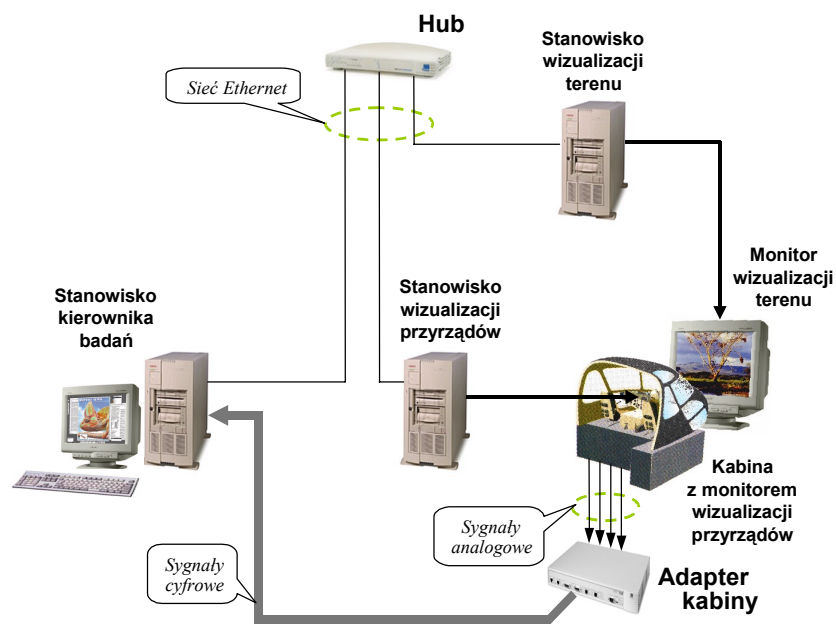 Hub
Stanowisko
wizualizacji
terenu
Sieć Ethernet
Monitor
wizualizacji
terenu
Stanowisko
kierownika
badań
Stanowisko
wizualizacji
przyrządów
Kabina
z monitorem
wizualizacji
przyrządów
Sygnały
analogowe
Sygnały
cyfrowe
Adapter
kabiny